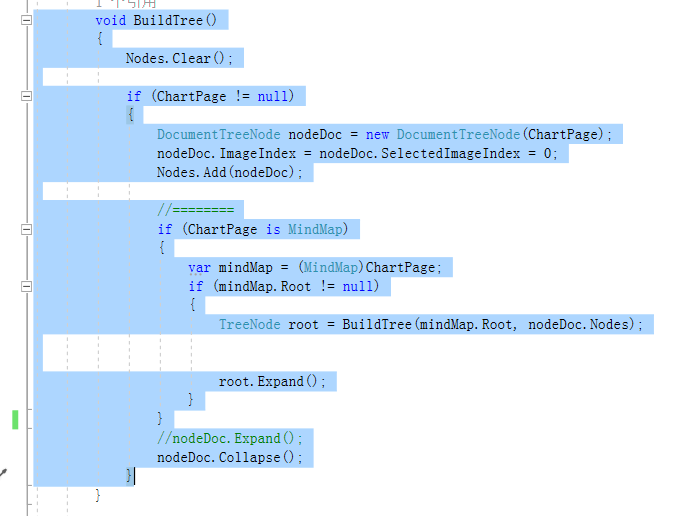 1 个引用
void BuildTree()
{
Nodes.Clear();
if (ChartPage != null)
{
DocumentTreeNode nodeDoc = new DocumentTreeNode(ChartPage);
nodeDoc.ImageIndex = nodeDoc.SelectedImageIndex = 0;
Nodes.Add(nodeDoc);
//========
if (ChartPage is MindMap)
{
var mindMap = (MindMap)ChartPage;
if (mindMap.Root != null)
{
TreeNode root = BuildTree(mindMap.Root, nodeDoc.Nodes);
root.Expand();
}
}
//nodeDoc.Expand();
nodeDoc.Collapse();
}
}